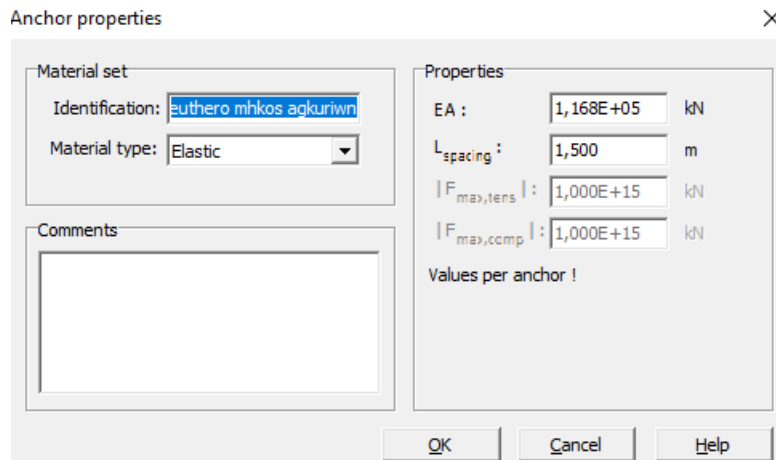 Anchor properties
Material set
Identification: euthero mhkos agkuriwn
Material type: Elastic
Comments
Properties
EA : 1,168E+05 kN
Lspacing : 1,500 m
|Fmax,tens| : 1,000E+15 kN
|Fmax,comp| : 1,000E+15 kN
Values per anchor !
OK Cancel Help